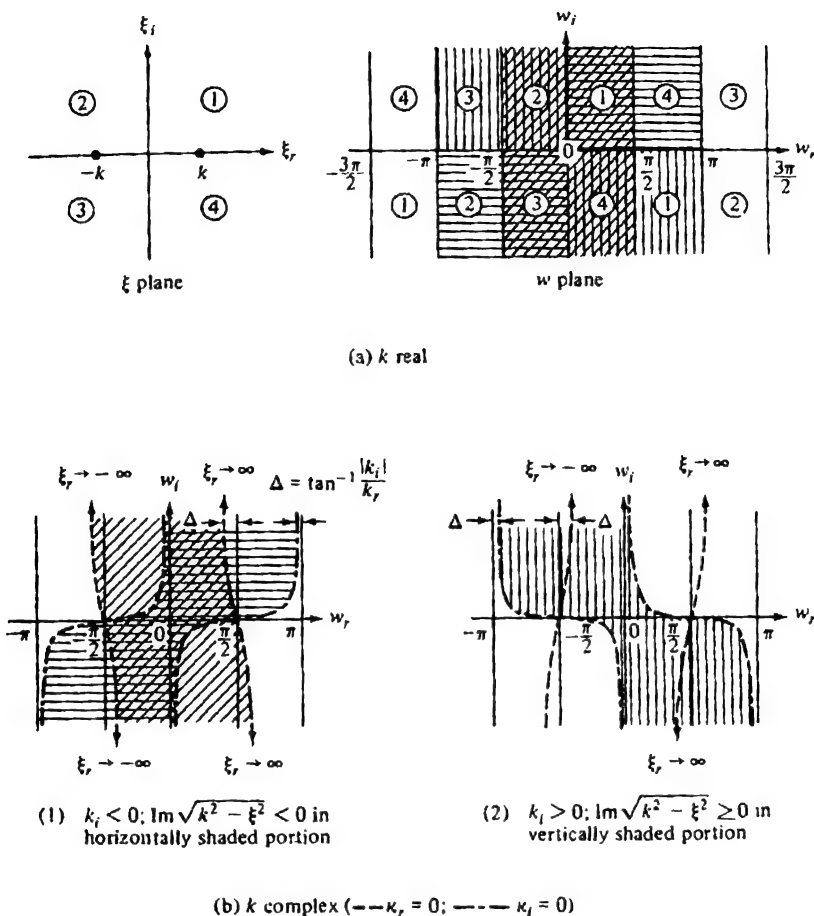 ξ_i
w_i
② ① ④ ③ ② ① ④ ③
−k k ξ_r
−3π/2 −π −π/2 0 π/2 π 3π/2 w_r
③ ④ ① ② ③ ④ ① ②
ξ plane w plane
(a) k real
ξ_r → −∞ w_i ξ_r → ∞ Δ = tan⁻¹ |k_i|/k_r
ξ_r → −∞ w_i ξ_r → ∞
Δ Δ Δ
−π −π/2 0 π/2 π w_r
−π −π/2 0 π/2 π w_r
ξ_r → −∞ ξ_r → ∞
ξ_r → ∞
(1) k_i < 0; Im √(k² − ξ²) < 0 in
horizontally shaded portion
(2) k_i > 0; Im √(k² − ξ²) ≥ 0 in
vertically shaded portion
(b) k complex (−−κ_r = 0; −·− κ_i = 0)